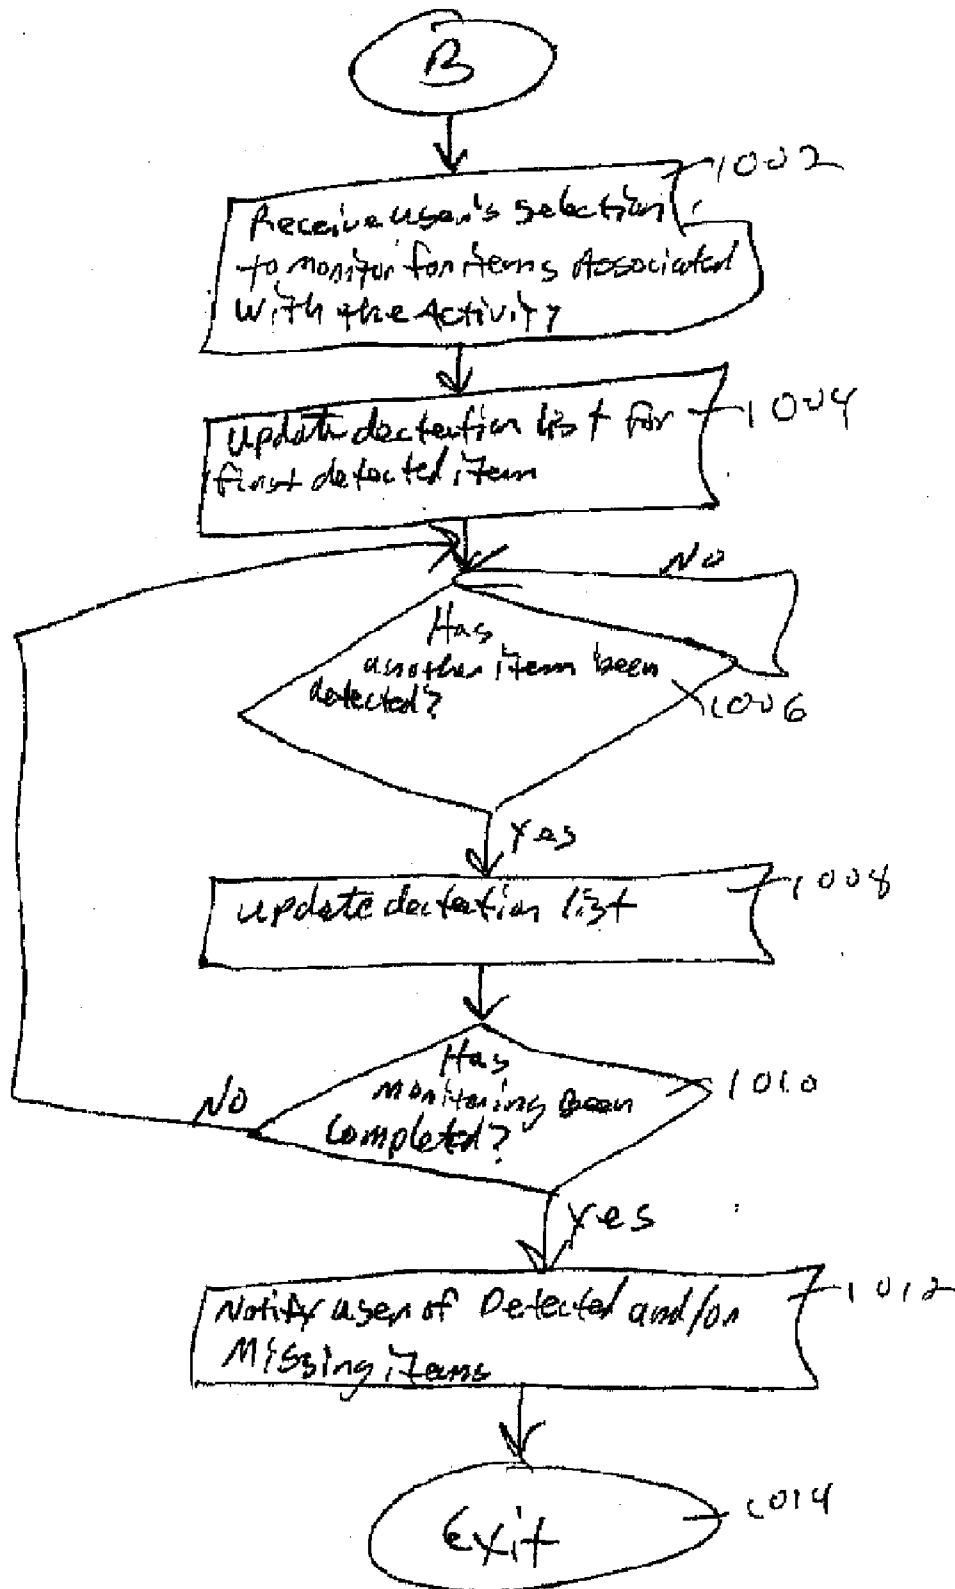 B
1002
Receive user's selection
to monitor for items Associated
With the Activity
1004
Update dectection list for
first detected item
No
Has
another item been
detected?
1006
Yes
1008
update dectection list
Has
monitoring been
completed?
1010
NO
Yes
1012
Notify user of Detected and/or
Missing items
Exit
1014